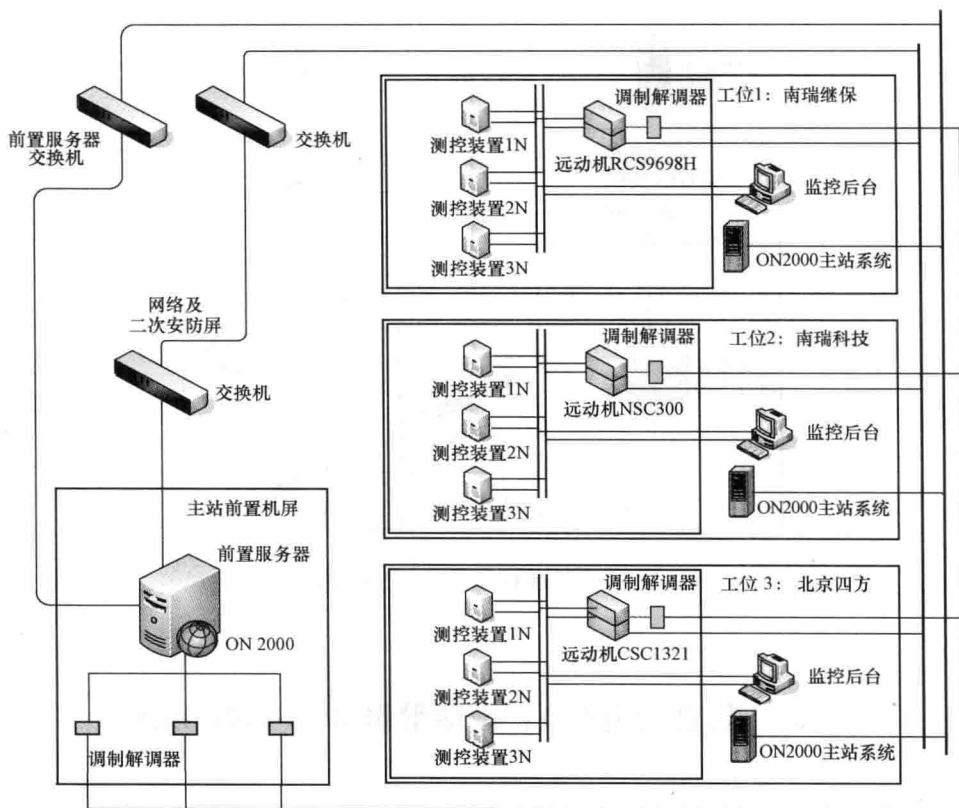 前置服务器
交换机
交换机
网络及
二次安防屏
交换机
主站前置机屏
前置服务器
ON 2000
调制解调器
调制解调器
工位1：南瑞继保
测控装置1N
远动机RCS9698H
测控装置2N
监控后台
测控装置3N
ON2000主站系统
调制解调器
工位2：南瑞科技
测控装置1N
远动机NSC300
测控装置2N
监控后台
测控装置3N
ON2000主站系统
调制解调器
工位 3：北京四方
测控装置1N
远动机CSC1321
测控装置2N
监控后台
测控装置3N
ON2000主站系统